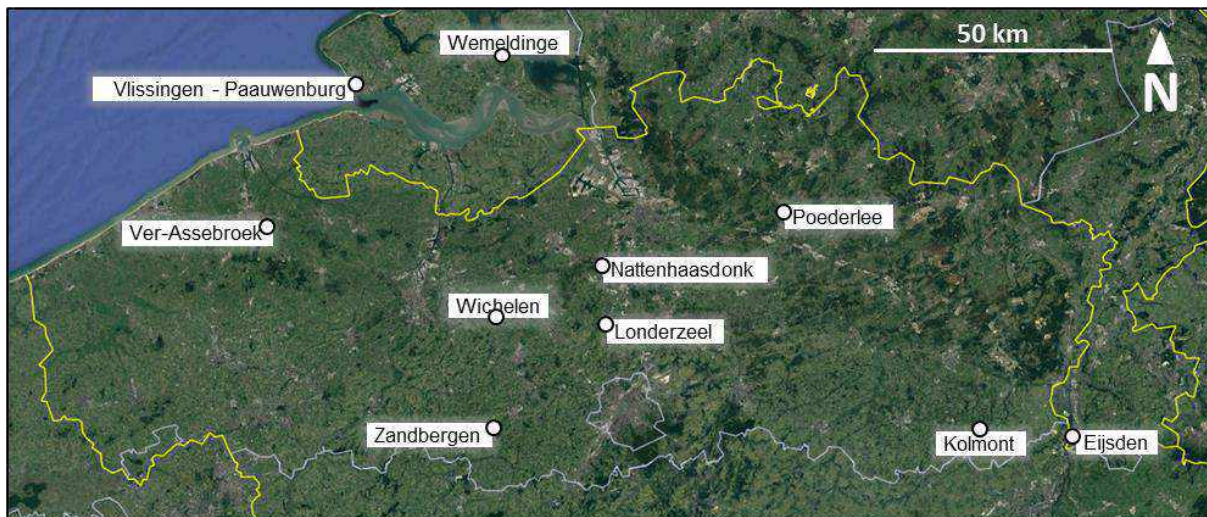 Wemeldinge
50 km
Vlissingen - Paauwenburg
N
Poederlee
Ver-Assebroek
Nattenhaasdonk
Wichelen
Londerzeel
Zandbergen
Kolmont
Eijsden